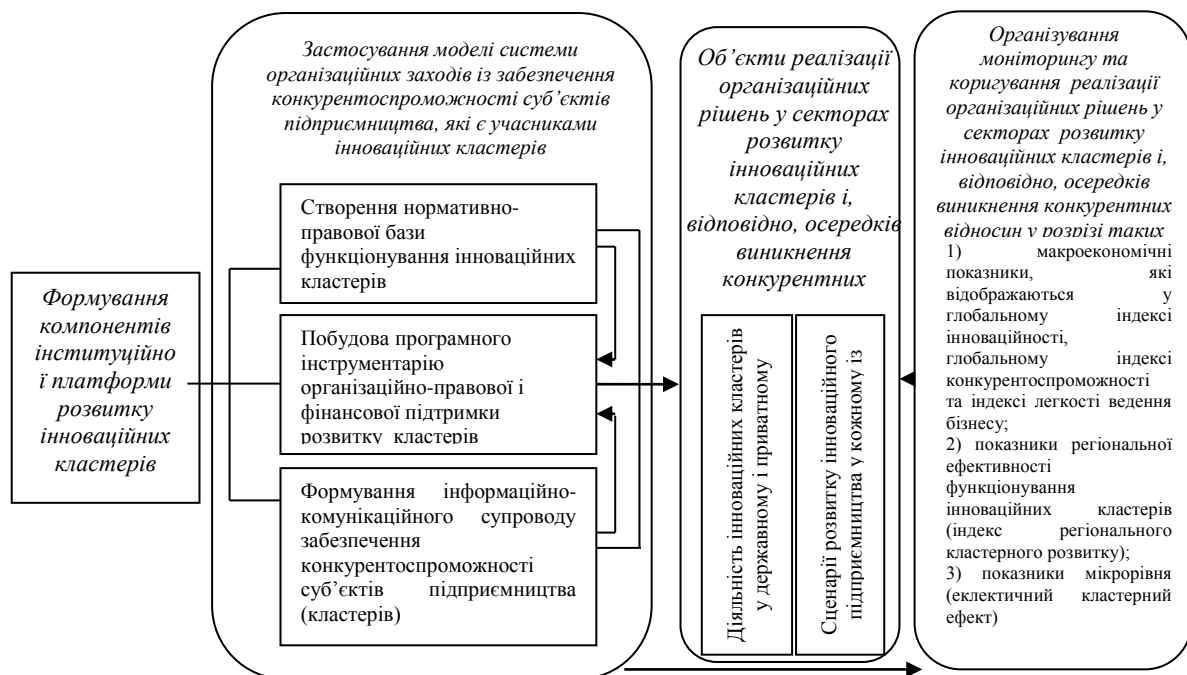 Формування
компонентів
інституційно
ї платформи
розвитку
інноваційних
кластерів
Застосування моделі системи
організаційних заходів із забезпечення
конкурентоспроможності суб’єктів
підприємництва, які є учасниками
інноваційних кластерів
Створення нормативно-
правової бази
функціонування інноваційних
кластерів
Побудова програмного
інструментарію
організаційно-правової і
фінансової підтримки
розвитку кластерів
Формування інформаційно-
комунікаційного супроводу
забезпечення
конкурентоспроможності
суб’єктів підприємництва
(кластерів)
Об’єкти реалізації
організаційних
рішень у секторах
розвитку
інноваційних
кластерів і,
відповідно, осередків
виникнення
конкурентних
Діяльність інноваційних кластерів
у державному і приватному
Сценарії розвитку інноваційного
підприємництва у кожному із
Організування
моніторингу та
коригування реалізації
організаційних рішень у
секторах розвитку
інноваційних кластерів і,
відповідно, осередків
виникнення конкурентних
відносин у розрізі таких
1) макроекономічні
показники, які
відображаються у
глобальному індексі
інноваційності,
глобальному індексі
конкурентоспроможності
та індексі легкості ведення
бізнесу;
2) показники регіональної
ефективності
функціонування
інноваційних кластерів
(індекс регіонального
кластерного розвитку);
3) показники мікрорівня
(еклектичний кластерний
ефект)